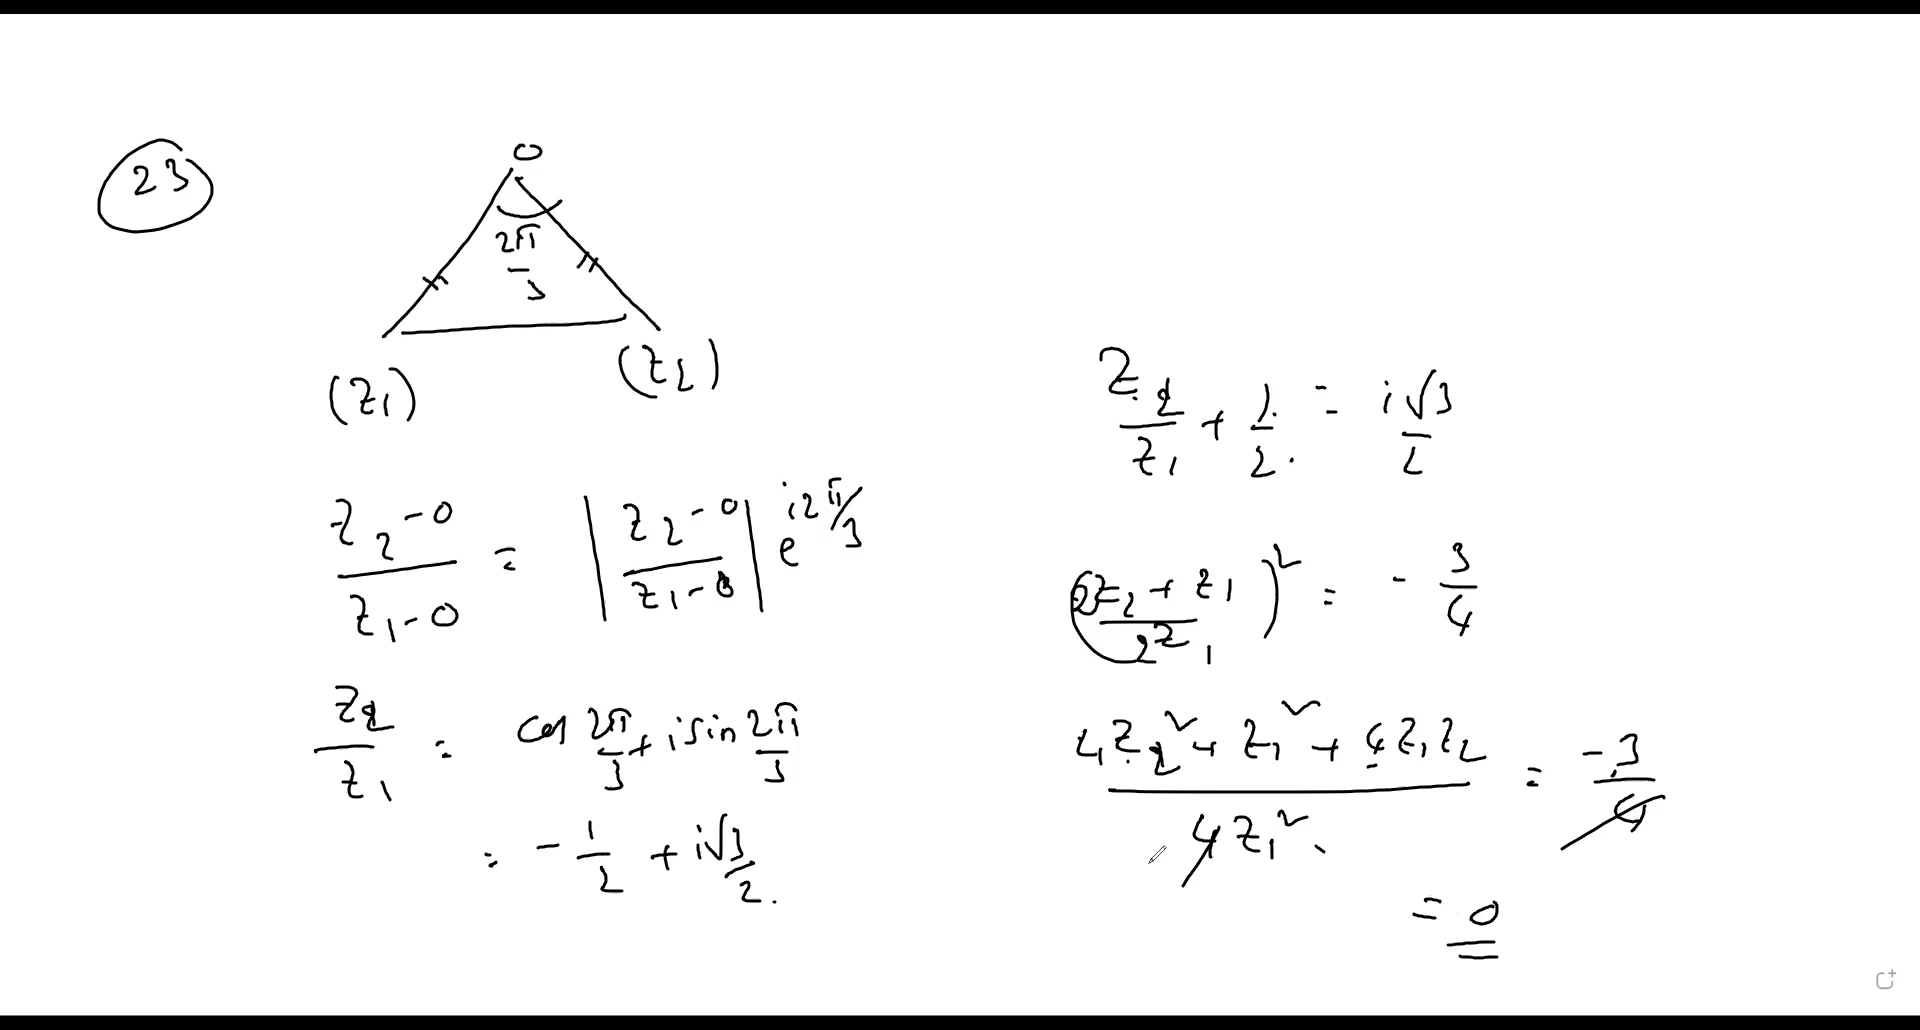 23
0
2π/3
(z₁)
(z₂)
(z₂-0)/(z₁-0) = |(z₂-0)/(z₁-0)| e^(i2π/3)
z₂/z₁ = cos 2π/3 + i sin 2π/3
= -1/2 + i√3/2.
z₂/z₁ + 1/2. = i√3/2
((2z₂ + z₁)/(2z₁))² = -3/4
(4z₂² + z₁² + 4z₁z₂)/(4z₁²) = -3/4
= 0